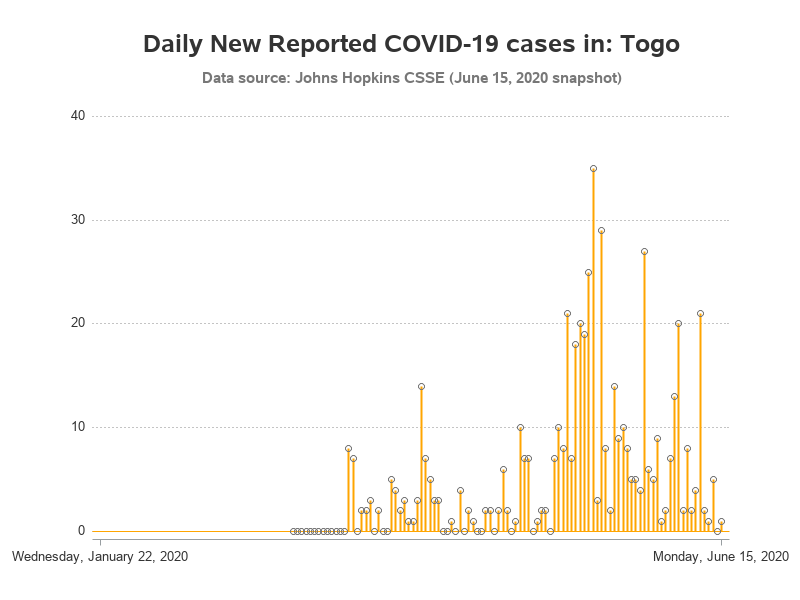 Daily New Reported COVID-19 cases in: Togo
Data source: Johns Hopkins CSSE (June 15, 2020 snapshot)
40
30
20
10
0
Wednesday, January 22, 2020
Monday, June 15, 2020